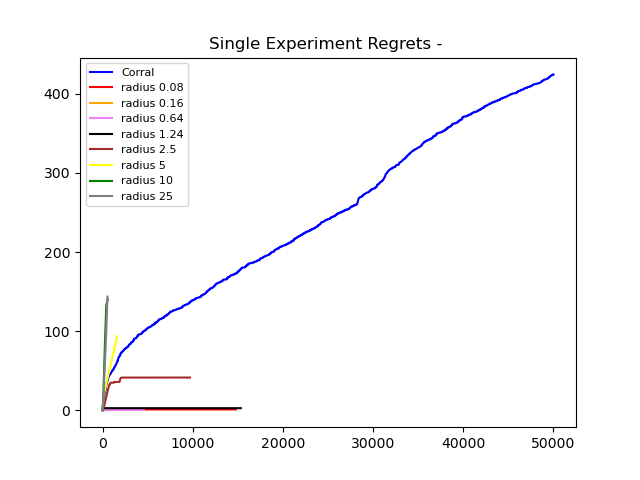 Single Experiment Regrets -
Corral
radius 0.08
radius 0.16
radius 0.64
radius 1.24
radius 2.5
radius 5
radius 10
radius 25
400
300
200
100
0
0 10000 20000 30000 40000 50000